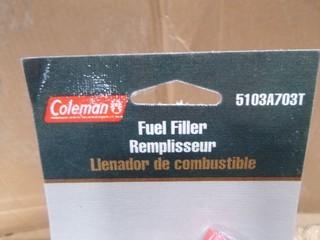 Coleman
5103A703T
Fuel Filler
Remplisseur
Llenador de combustible